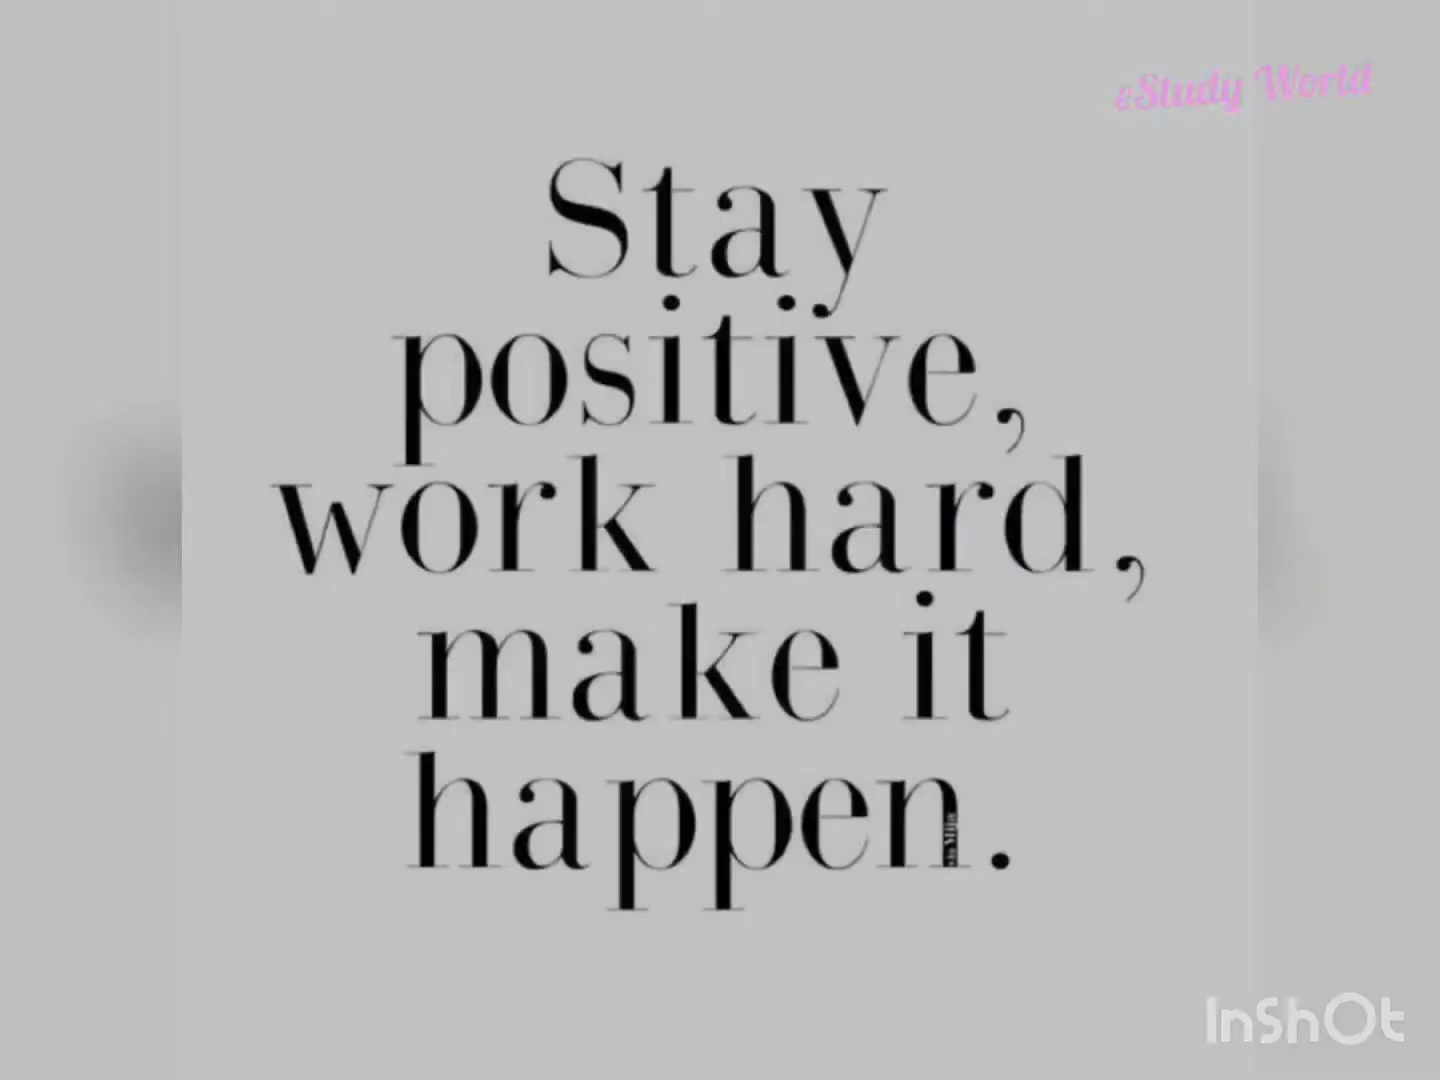 eStudy World
Stay
positive,
work hard,
make it
happen.
InShOt